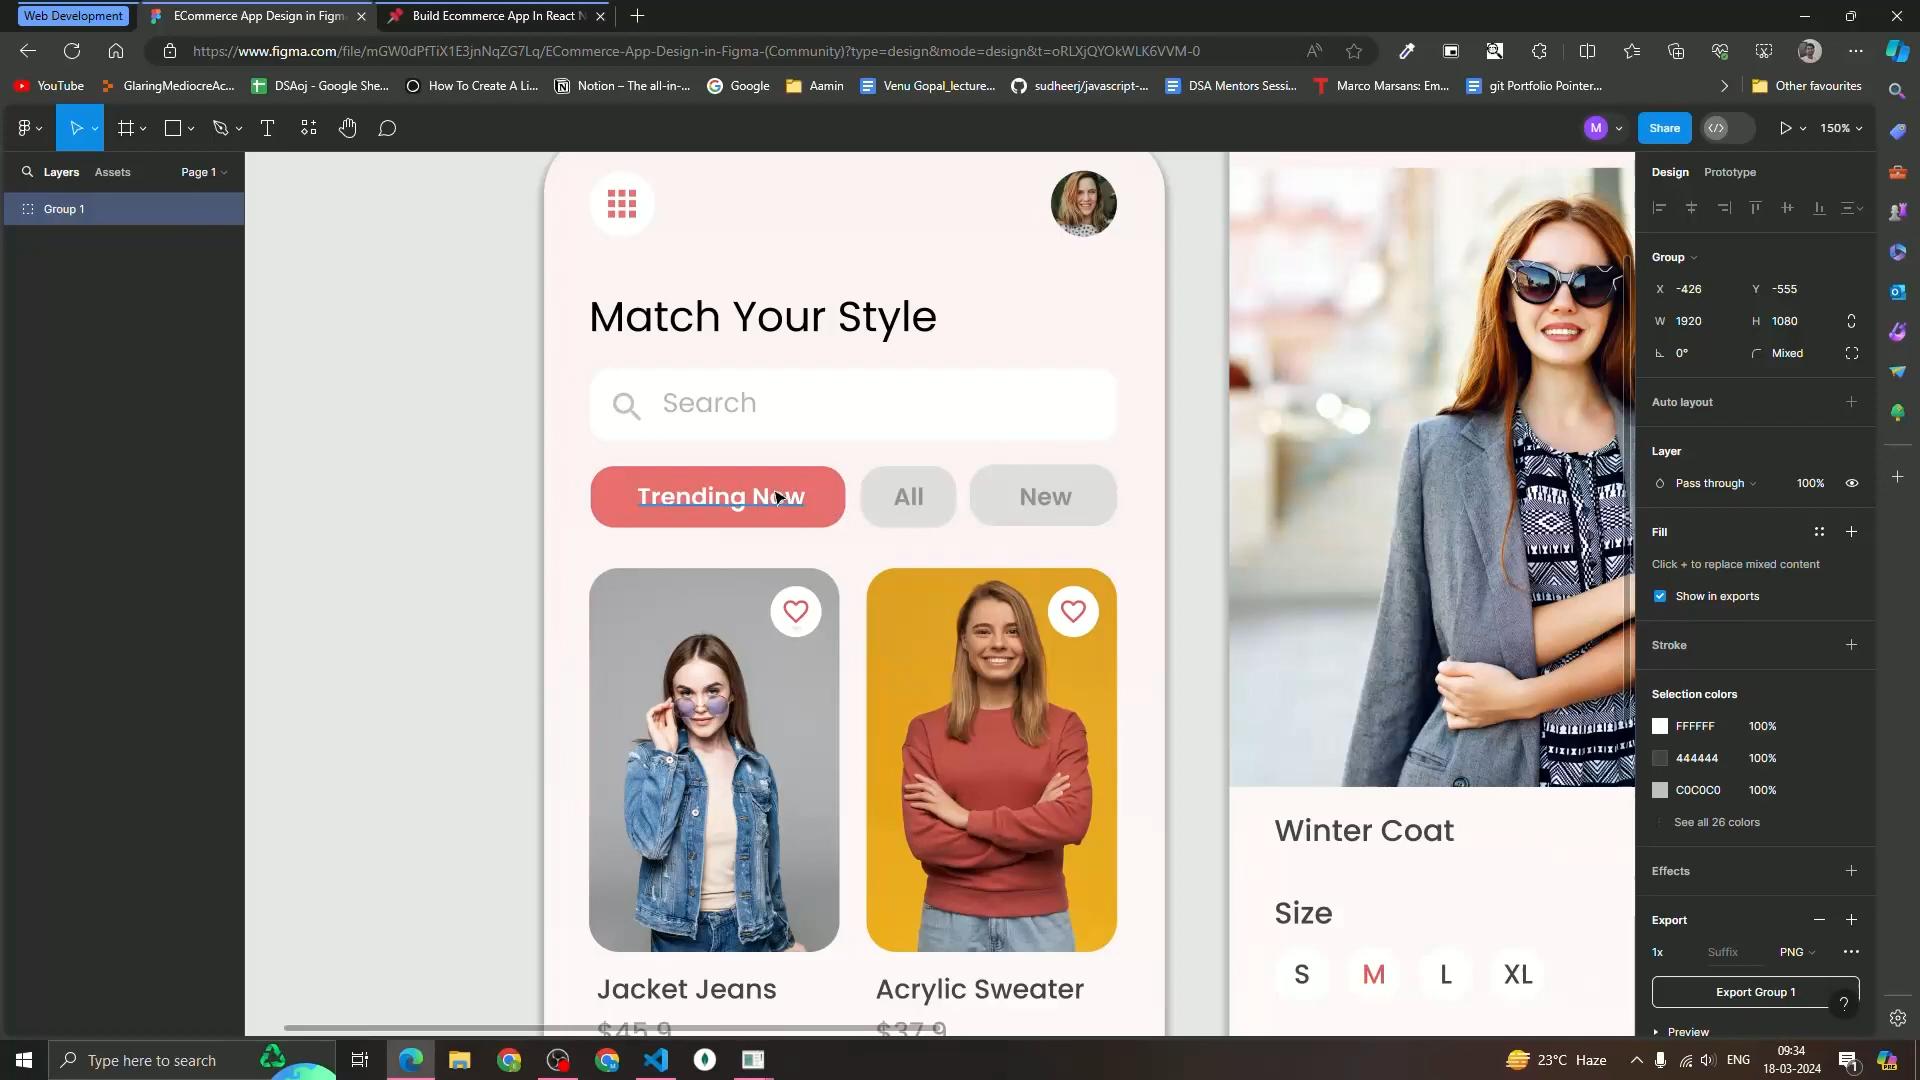 Web Development
ECommerce App Design in Figm
Build Ecommerce App In React N
https://www.figma.com/file/mGW0dPfTiX1E3jnNqZG7Lq/ECommerce-App-Design-in-Figma-(Community)?type=design&mode=design&t=oRLXjQYOkWLK6VVM-0
YouTube
GlaringMediocreAc...
DSAoj - Google She...
How To Create A Li...
Notion – The all-in-...
Google
Aamin
Venu Gopal_lecture...
sudheerj/javascript-...
DSA Mentors Sessi...
Marco Marsans: Em...
git Portfolio Pointer...
Other favourites
M
Share
150%
Layers
Assets
Page 1
Group 1
Match Your Style
Search
Trending Now
All
New
Jacket Jeans
Acrylic Sweater
$45.9
$37.9
Winter Coat
Size
S
M
L
XL
Design
Prototype
Group
X -426
Y -555
W 1920
H 1080
0°
Mixed
Auto layout
Layer
Pass through
100%
Fill
Click + to replace mixed content
Show in exports
Stroke
Selection colors
FFFFFF 100%
444444 100%
C0C0C0 100%
See all 26 colors
Effects
Export
1x
Suffix
PNG
Export Group 1
?
Preview
Type here to search
23°C Haze
ENG
09:34
18-03-2024
1
PRE